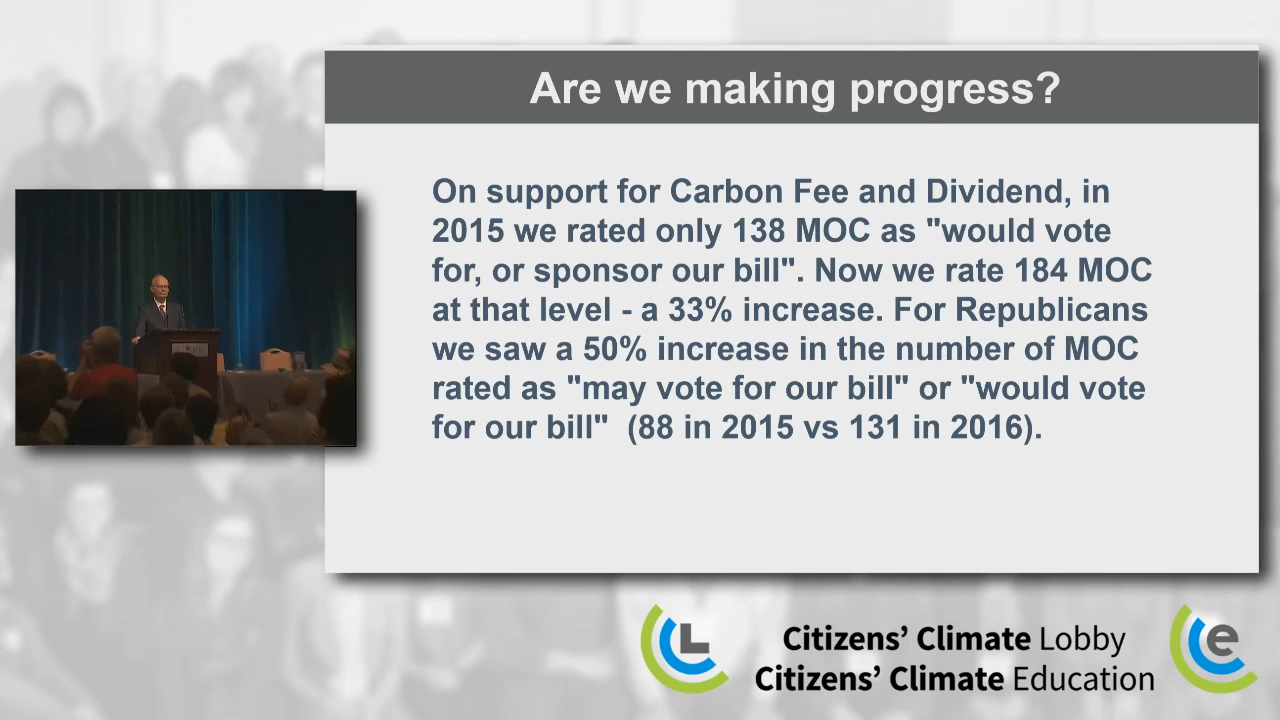 Are we making progress?
On support for Carbon Fee and Dividend, in
2015 we rated only 138 MOC as "would vote
for, or sponsor our bill". Now we rate 184 MOC
at that level - a 33% increase. For Republicans
we saw a 50% increase in the number of MOC
rated as "may vote for our bill" or "would vote
for our bill"  (88 in 2015 vs 131 in 2016).
CL
Citizens’ Climate Lobby
Citizens’ Climate Education
Ce